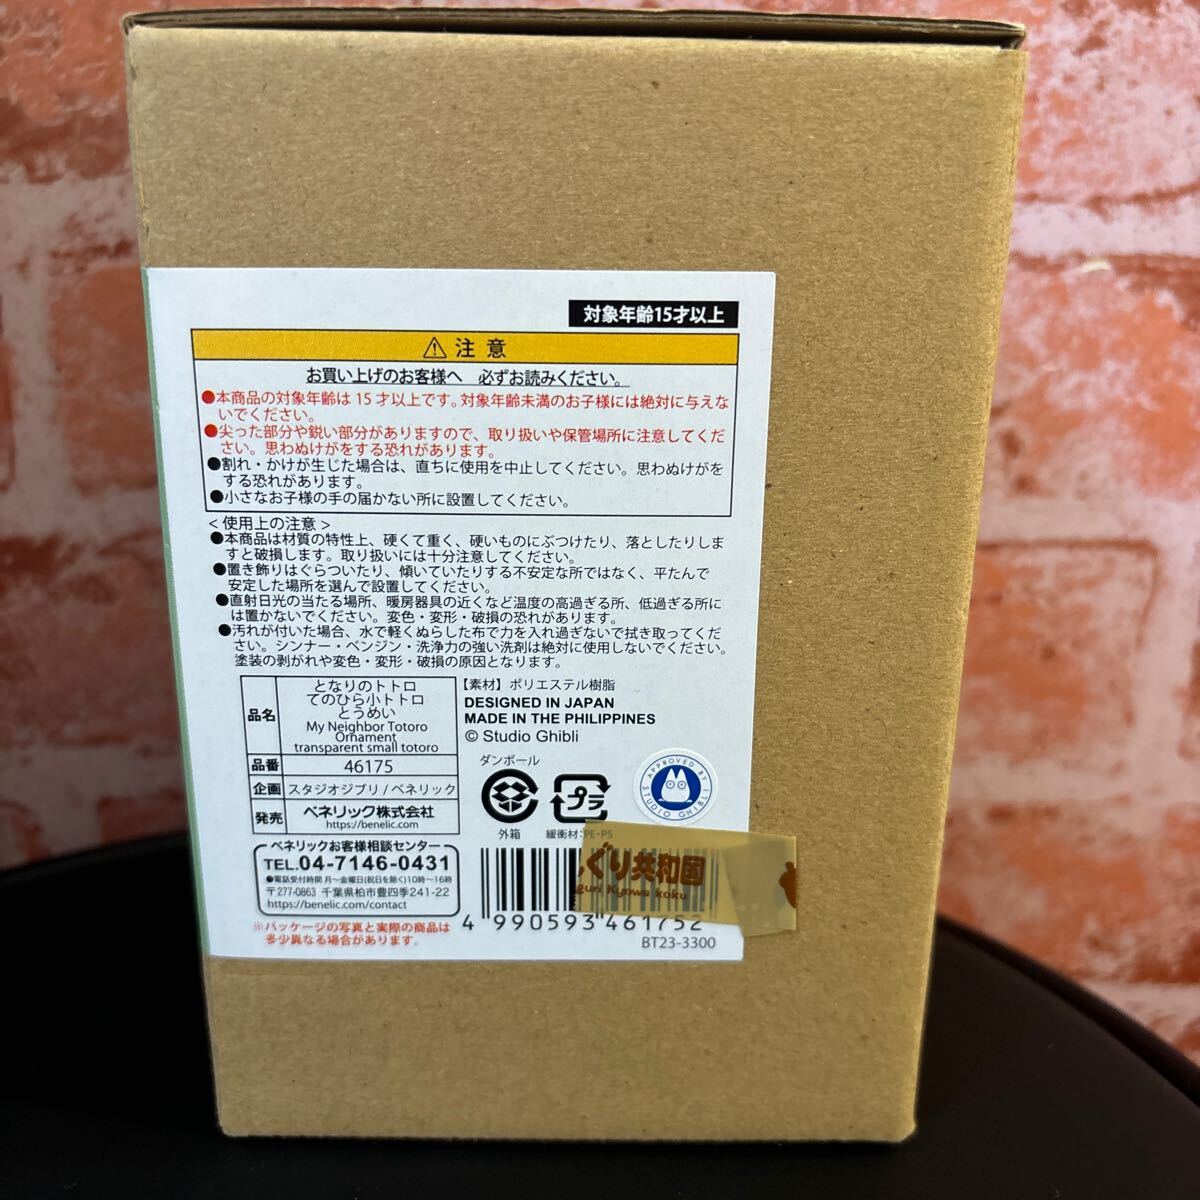 対象年齢15才以上
⚠ 注意
お買い上げのお客様へ 必ずお読みください。
●本商品の対象年齢は15才以上です。対象年齢未満のお子様には絶対に与えな
いでください。
●尖った部分や鋭い部分がありますので、取り扱いや保管場所に注意してくだ
さい。思わぬけがをする恐れがあります。
●割れ・かけが生じた場合は、直ちに使用を中止してください。思わぬけがを
する恐れがあります。
●小さなお子様の手の届かない所に設置してください。
<使用上の注意>
●本商品は材質の特性上、硬くて重く、硬いものにぶつけたり、落としたりしま
すと破損します。取り扱いには十分注意してください。
●置き飾りはぐらついたり、傾いていたりする不安定な所ではなく、平たんで
安定した場所を選んで設置してください。
●直射日光の当たる場所、暖房器具の近くなど温度の高過ぎる所、低過ぎる所に
は置かないでください。変色・変形・破損の恐れがあります。
●汚れが付いた場合、水で軽くぬらした布で力を入れ過ぎないで拭き取ってくだ
さい。シンナー・ベンジン・洗浄力の強い洗剤は絶対に使用しないでください。
塗装の剥がれや変色・変形・破損の原因となります。
品名
となりのトトロ
てのひら小トトロ
とうめい
My Neighbor Totoro
Ornament
transparent small totoro
品番 46175
企画 スタジオジブリ / ベネリック
発売 ベネリック株式会社
https://benelic.com
【素材】ポリエステル樹脂
DESIGNED IN JAPAN
MADE IN THE PHILIPPINES
© Studio Ghibli
ダンボール
外箱
プラ
緩衝材:PE・PS
APPROVED BY
STUDIO GHIBLI
ベネリックお客様相談センター
TEL.04-7146-0431
●電話受付時間 月~金曜日(祝日を除く)10時~16時
〒277-0863 千葉県柏市豊四季241-22
https://benelic.com/contact
※パッケージの写真と実際の商品は
多少異なる場合があります。
ぐり共和国
guri Kyowa koku
4 990593 461752
BT23-3300